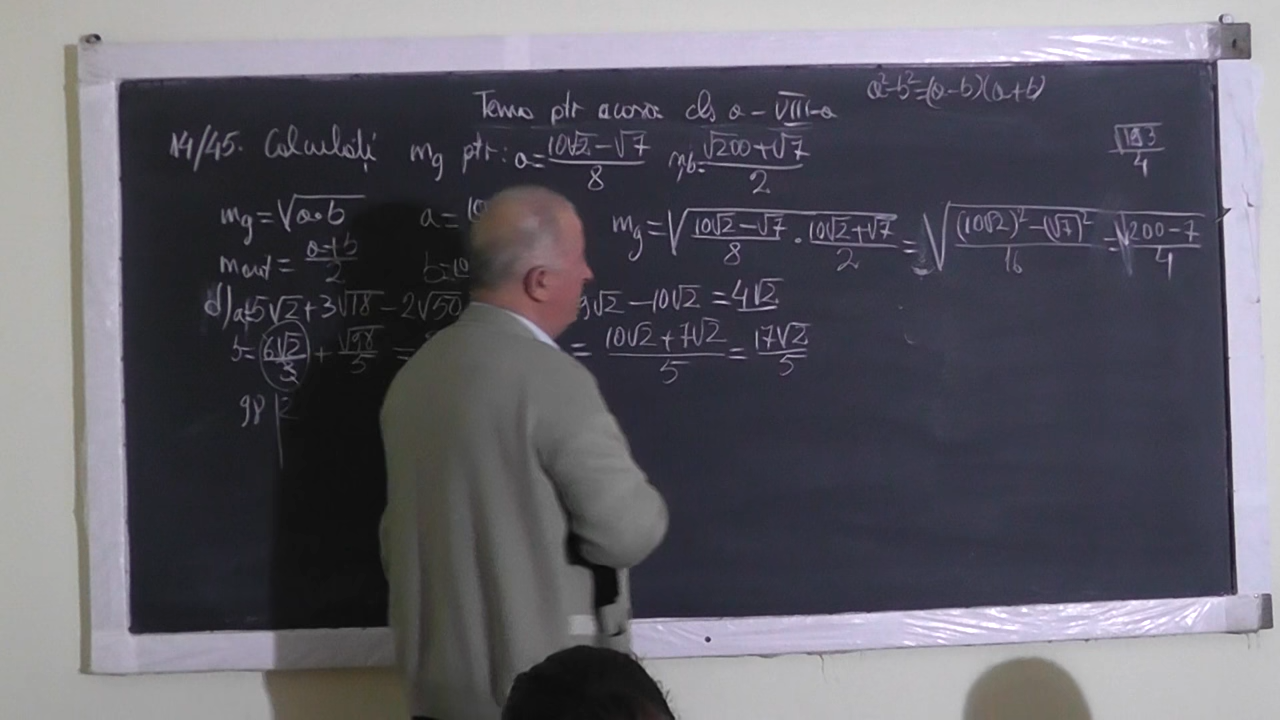 a²-b²=(a-b)(a+b)
Tema ptr acasa cls a-VIII-a
14/45. Calculați mg ptr: a=(10√2-√7)/8 b=(√200+√7)/2
√193/4
mg=√(a·b) a=10
mg=√((10√2-√7)/8 · (10√2+√7)/2) = √(((10√2)²-(√7)²)/16) = √(200-7)/4
= (a+b)/2 b=10
d) a=5√2+3√18-2√50 9√2-10√2=4√2
b=6√2/3 + √98/5 = = (10√2+7√2)/5 = 17√2/5
98|2